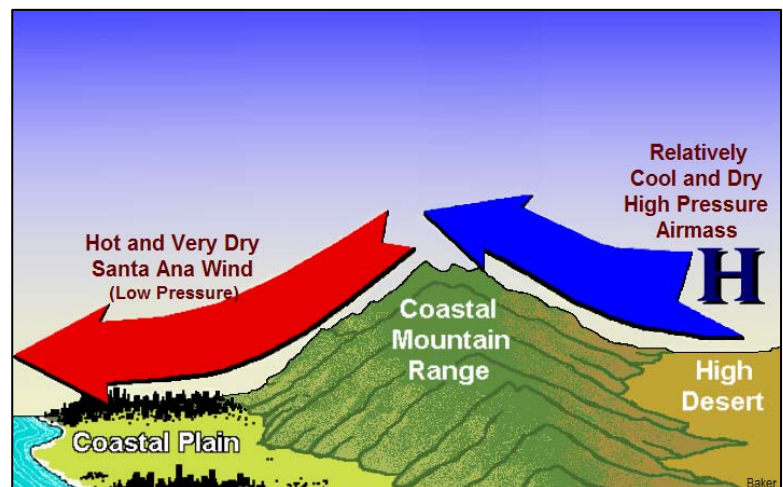 Relatively
Cool and Dry
High Pressure
Airmass
H
Hot and Very Dry
Santa Ana Wind
(Low Pressure)
Coastal
Mountain
Range
High
Desert
Coastal Plain
Baker